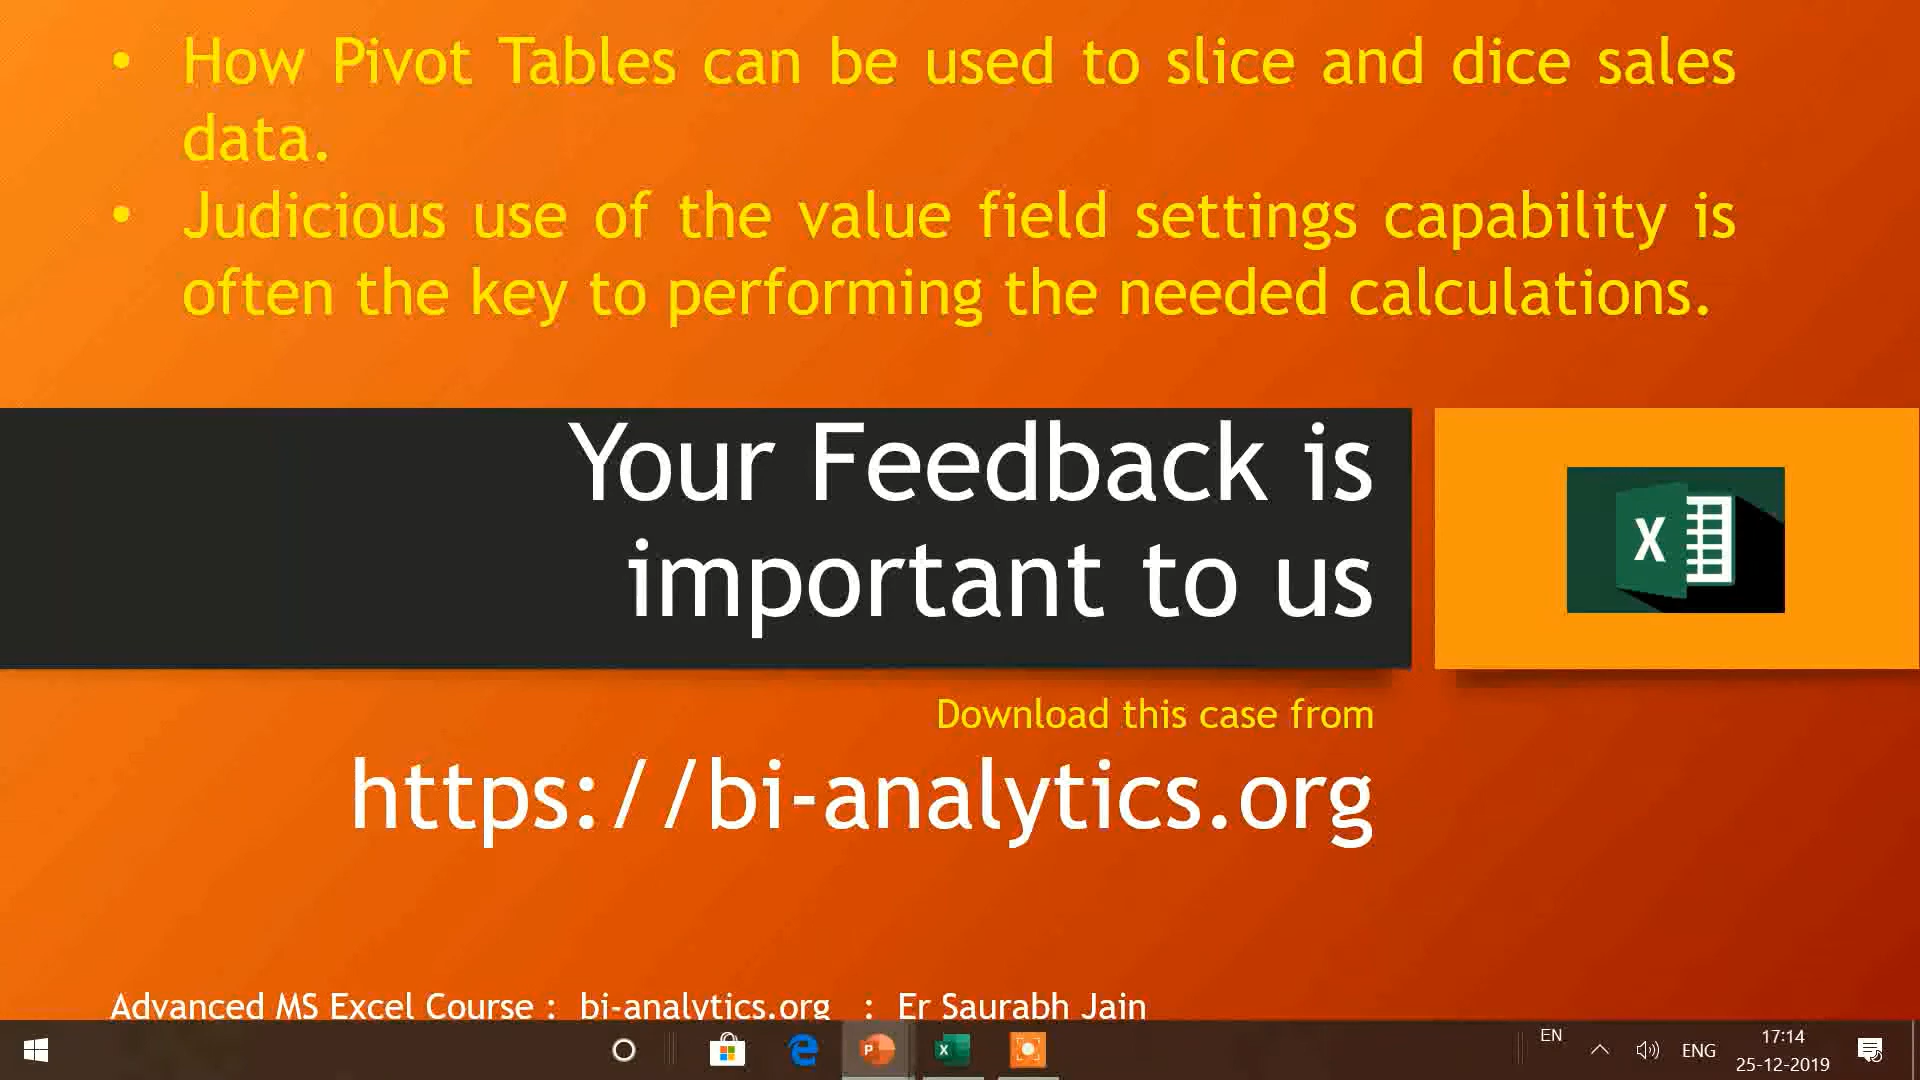 • How Pivot Tables can be used to slice and dice sales
data.
• Judicious use of the value field settings capability is
often the key to performing the needed calculations.
Your Feedback is
important to us
X
Download this case from
https://bi-analytics.org
Advanced MS Excel Course : bi-analytics.org : Er Saurabh Jain
EN
ENG
17:14
25-12-2019